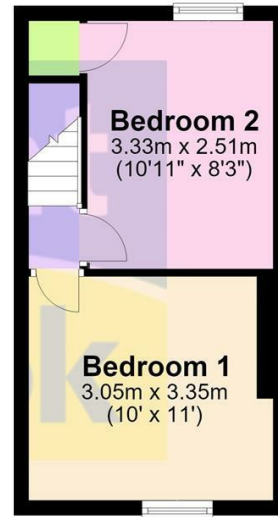 Bedroom 2
3.33m x 2.51m
(10'11" x 8'3")
Bedroom 1
3.05m x 3.35m
(10' x 11')